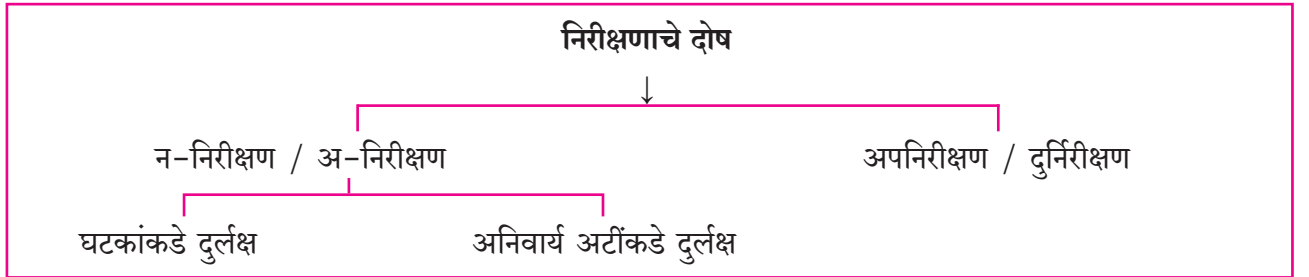 निरीक्षणाचे दोष
↓
न-निरीक्षण / अ-निरीक्षण अपनिरीक्षण / दुर्निरीक्षण
घटकांकडे दुर्लक्ष अनिवार्य अटींकडे दुर्लक्ष